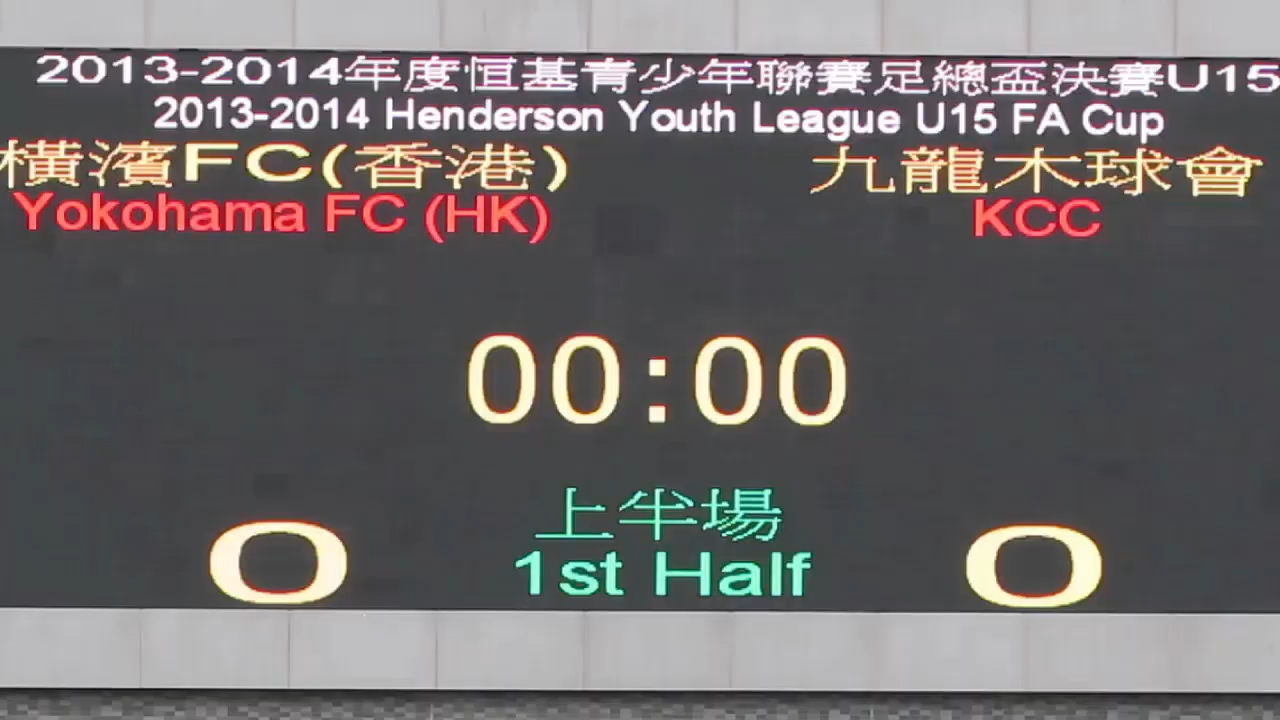 2013-2014年度恒基青少年聯賽足總盃決賽U15
2013-2014 Henderson Youth League U15 FA Cup
橫濱FC(香港) 九龍木球會
Yokohama FC (HK) KCC
00:00
上半場
0 1st Half 0